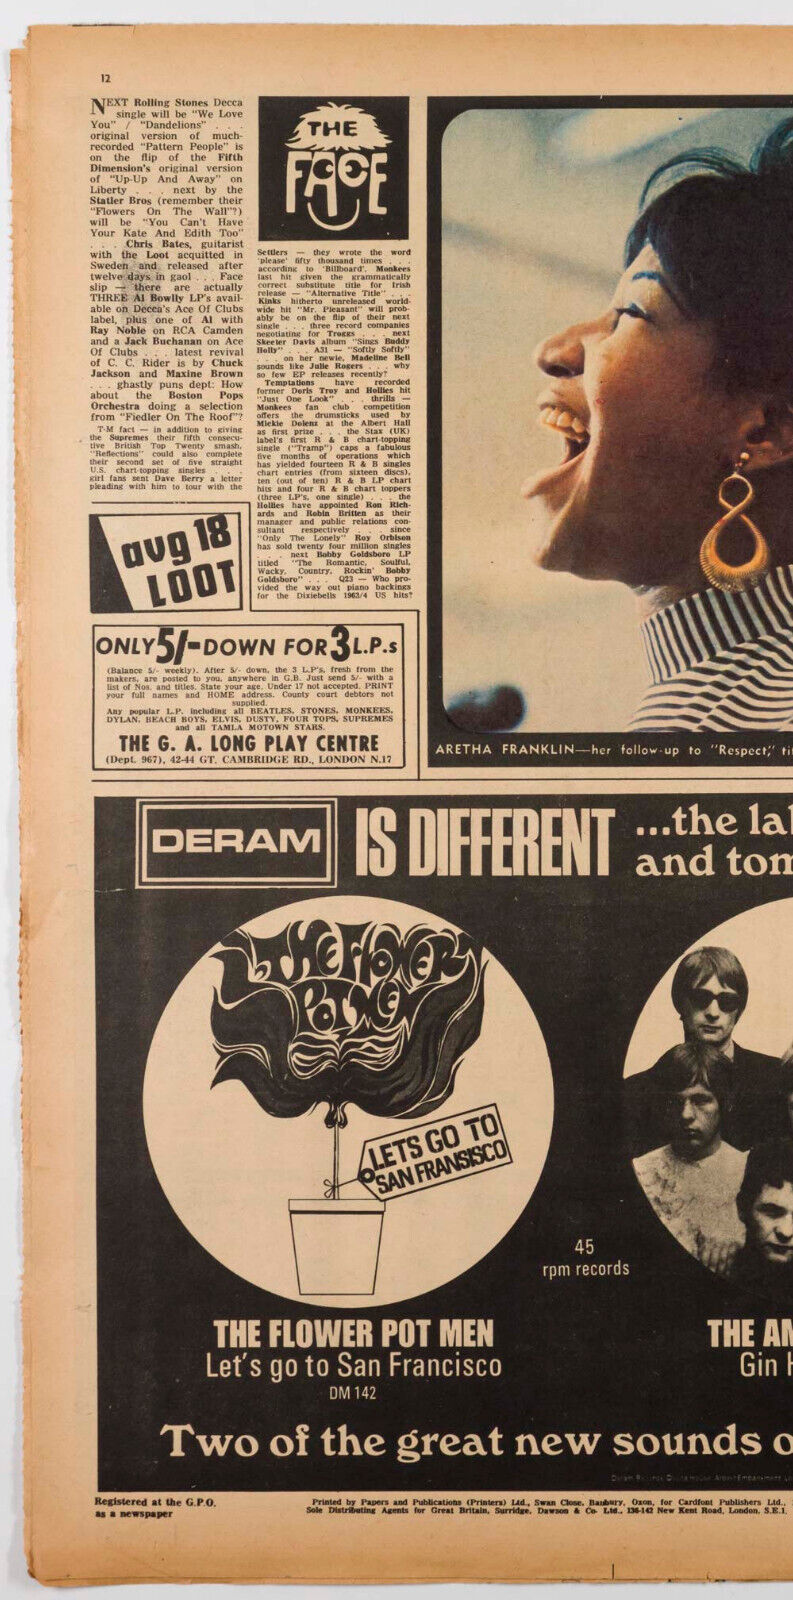 12
NEXT Rolling Stones Decca
single will be "We Love
You" / "Dandelions" . . .
original version of much-
recorded "Pattern People" is
on the flip of the Fifth
Dimension's original version
of "Up-Up And Away" on
Liberty . . . next by the
Statler Bros (remember their
"Flowers On The Wall"?)
will be "You Can't Have
Your Kate And Edith Too"
. . . Chris Bates, guitarist
with the Loot acquitted in
Sweden and released after
twelve days in gaol . . . Face
slip — there are actually
THREE Al Bowlly LP's avail-
able on Decca's Ace Of Clubs
label, plus one of Al with
Ray Noble on RCA Camden
and a Jack Buchanan on Ace
Of Clubs . . . latest revival
of C. C. Rider is by Chuck
Jackson and Maxine Brown
. . . ghastly puns dept: How
about the Boston Pops
Orchestra doing a selection
from "Fiedler On The Roof"?
T-M fact — in addition to giving
the Supremes their fifth consecu-
tive British Top Twenty smash,
"Reflections" could also complete
their second set of five straight
U.S. chart-topping singles . . .
girl fans sent Dave Berry a letter
pleading with him to tour with the
THE
FACE
Settlers — they wrote the word
'please' fifty thousand times . . .
according to 'Billboard', Monkees
last hit given the grammatically
correct substitute title for Irish
release — "Alternative Title" . . .
Kinks hitherto unreleased world-
wide hit "Mr. Pleasant" will prob-
ably be on the flip of their next
single . . . three record companies
negotiating for Troggs . . . next
Skeeter Davis album "Sings Buddy
Holly" . . . A31 — "Softly Softly"
. . . on her newie, Madeline Bell
sounds like Julie Rogers . . . why
so few EP releases recently?
Temptations have recorded
former Doris Troy and Hollies hit
"Just One Look" . . . thrills —
Monkees fan club competition
offers the drumsticks used by
Mickie Dolenz at the Albert Hall
as first prize . . . the Stax (UK)
label's first R & B chart-topping
single ("Tramp") caps a fabulous
five months of operations which
has yielded fourteen R & B singles
chart entries (from sixteen discs),
ten (out of ten) R & B LP chart
hits and four R & B chart toppers
(three LP's, one single) . . . the
Hollies have appointed Ron Rich-
ards and Robin Britten as their
manager and public relations con-
sultant respectively . . . since
"Only The Lonely" Roy Orbison
has sold twenty four million singles
. . . next Bobby Goldsboro LP
titled "The Romantic, Soulful,
Wacky, Country, Rockin' Bobby
Goldsboro" . . . Q23 — Who pro-
vided the way out piano backings
for the Dixiebells 1963/4 US hits?
avg 18
LOOT
ONLY 5/- DOWN FOR 3 L.P.s
(Balance 5/- weekly). After 5/- down, the 3 L.P's, fresh from the
makers, are posted to you, anywhere in G.B. Just send 5/- with a
list of Nos. and titles. State your age. Under 17 not accepted. PRINT
your full names and HOME address. County court debtors not
supplied.
Any popular L.P. including all BEATLES, STONES, MONKEES,
DYLAN, BEACH BOYS, ELVIS, DUSTY, FOUR TOPS, SUPREMES
and all TAMLA MOTOWN STARS.
THE G. A. LONG PLAY CENTRE
(Dept. 967), 42-44 GT. CAMBRIDGE RD., LONDON N.17
ARETHA FRANKLIN—her follow-up to "Respect," ti
DERAM IS DIFFERENT ...the la
and tom
THE FLOWER
POT MEN
LETS GO TO
SAN FRANSISCO
45
rpm records
THE FLOWER POT MEN
Let's go to San Francisco
DM 142
THE AM
Gin H
Two of the great new sounds o
Deram Records Decca House Albert Embankment
Registered at the G.P.O.
as a newspaper
Printed by Papers and Publications (Printers) Ltd., Swan Close, Banbury, Oxon, for Cardfont Publishers Ltd.,
Sole Distributing Agents for Great Britain, Surridge, Dawson & Co. Ltd., 136-142 New Kent Road, London, S.E.1.